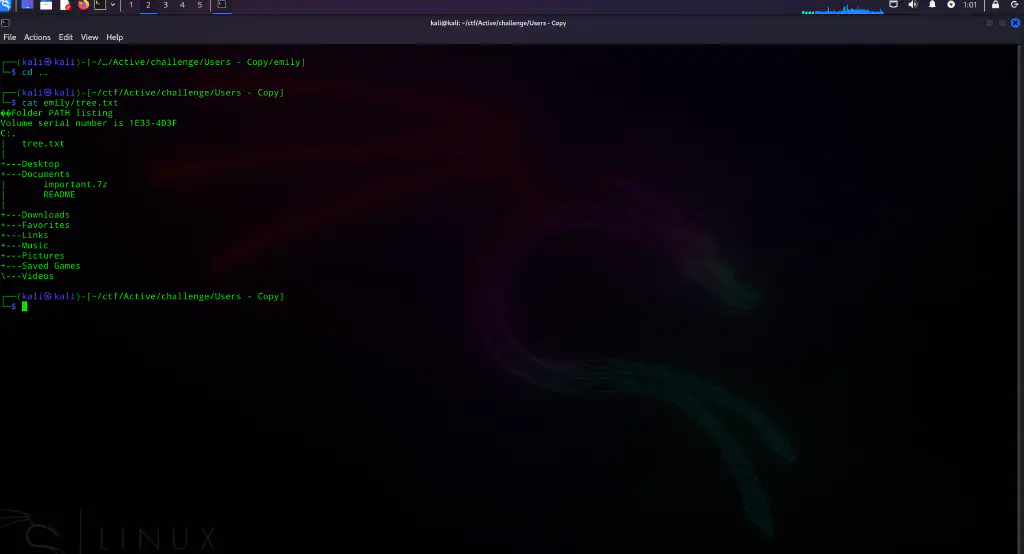 1 2 3 4 5 1:01
kali@kali: ~/ctf/Active/challenge/Users - Copy
File Actions Edit View Help
┌──(kali㉿kali)-[~/…/Active/challenge/Users - Copy/emily]
└─$ cd ..
┌──(kali㉿kali)-[~/ctf/Active/challenge/Users - Copy]
└─$ cat emily/tree.txt
��Folder PATH listing
Volume serial number is 1E33-4D3F
C:.
|   tree.txt
|
+---Desktop
+---Documents
|       important.7z
|       README
|
+---Downloads
+---Favorites
+---Links
+---Music
+---Pictures
+---Saved Games
\---Videos
┌──(kali㉿kali)-[~/ctf/Active/challenge/Users - Copy]
└─$
LINUX